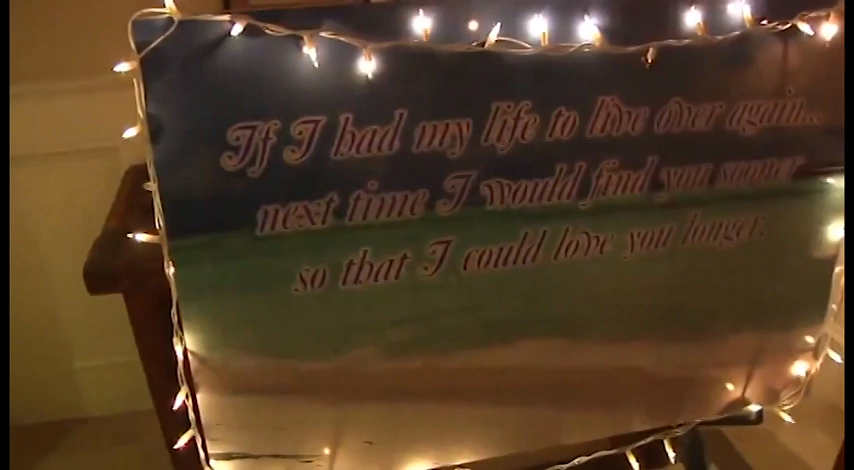 If I had my life to live over again...
next time I would find you sooner
so that I could love you longer.